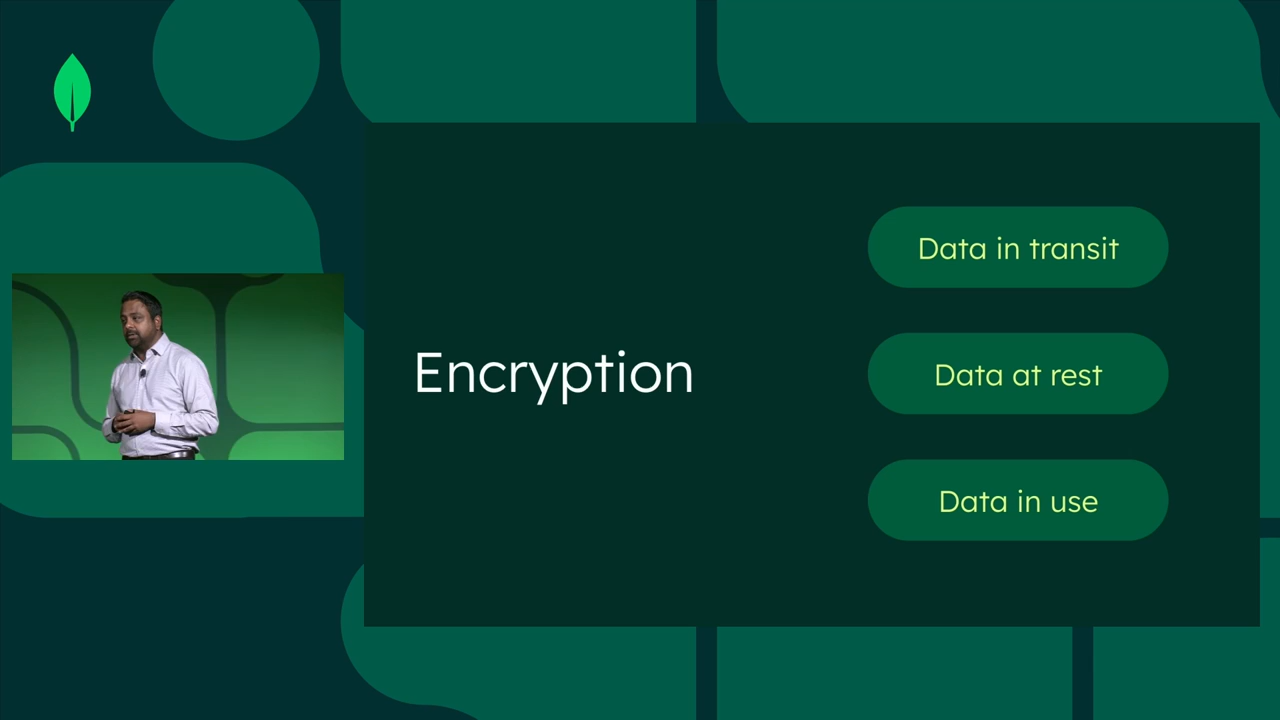 Encryption
Data in transit
Data at rest
Data in use